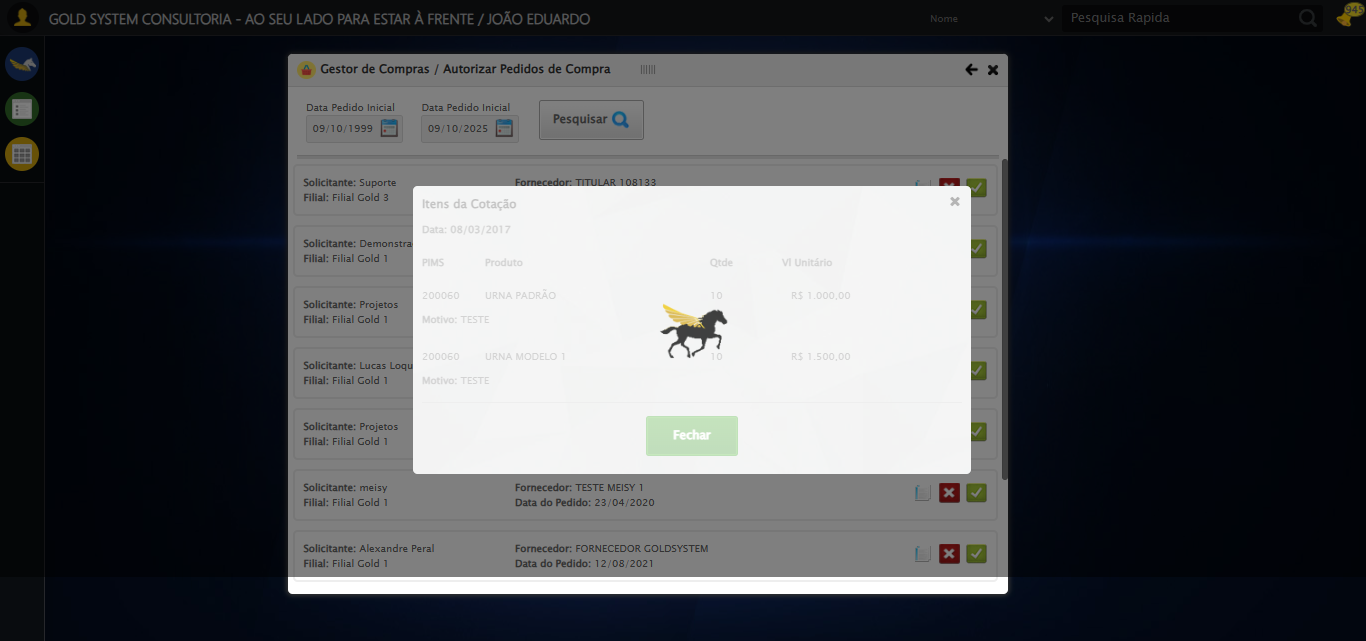 GOLD SYSTEM CONSULTORIA - AO SEU LADO PARA ESTAR À FRENTE / JOÃO EDUARDO
Nome
Pesquisa Rapida
945
Gestor de Compras / Autorizar Pedidos de Compra
Data Pedido Inicial
Data Pedido Inicial
09/10/1999
09/10/2025
Pesquisar
Solicitante: Suporte
Fornecedor: TITULAR 108133
Filial: Filial Gold 3
Itens da Cotação
Data: 08/03/2017
Solicitante: Demonstra
Filial: Filial Gold 1
PIMS
Produto
Qtde
Vl Unitário
200060
URNA PADRÃO
10
R$ 1.000,00
Solicitante: Projetos
Filial: Filial Gold 1
Motivo: TESTE
200060
URNA MODELO 1
10
R$ 1.500,00
Solicitante: Lucas Loqu
Filial: Filial Gold 1
Motivo: TESTE
Solicitante: Projetos
Filial: Filial Gold 1
Fechar
Solicitante: meisy
Fornecedor: TESTE MEISY 1
Filial: Filial Gold 1
Data do Pedido: 23/04/2020
Solicitante: Alexandre Peral
Fornecedor: FORNECEDOR GOLDSYSTEM
Filial: Filial Gold 1
Data do Pedido: 12/08/2021